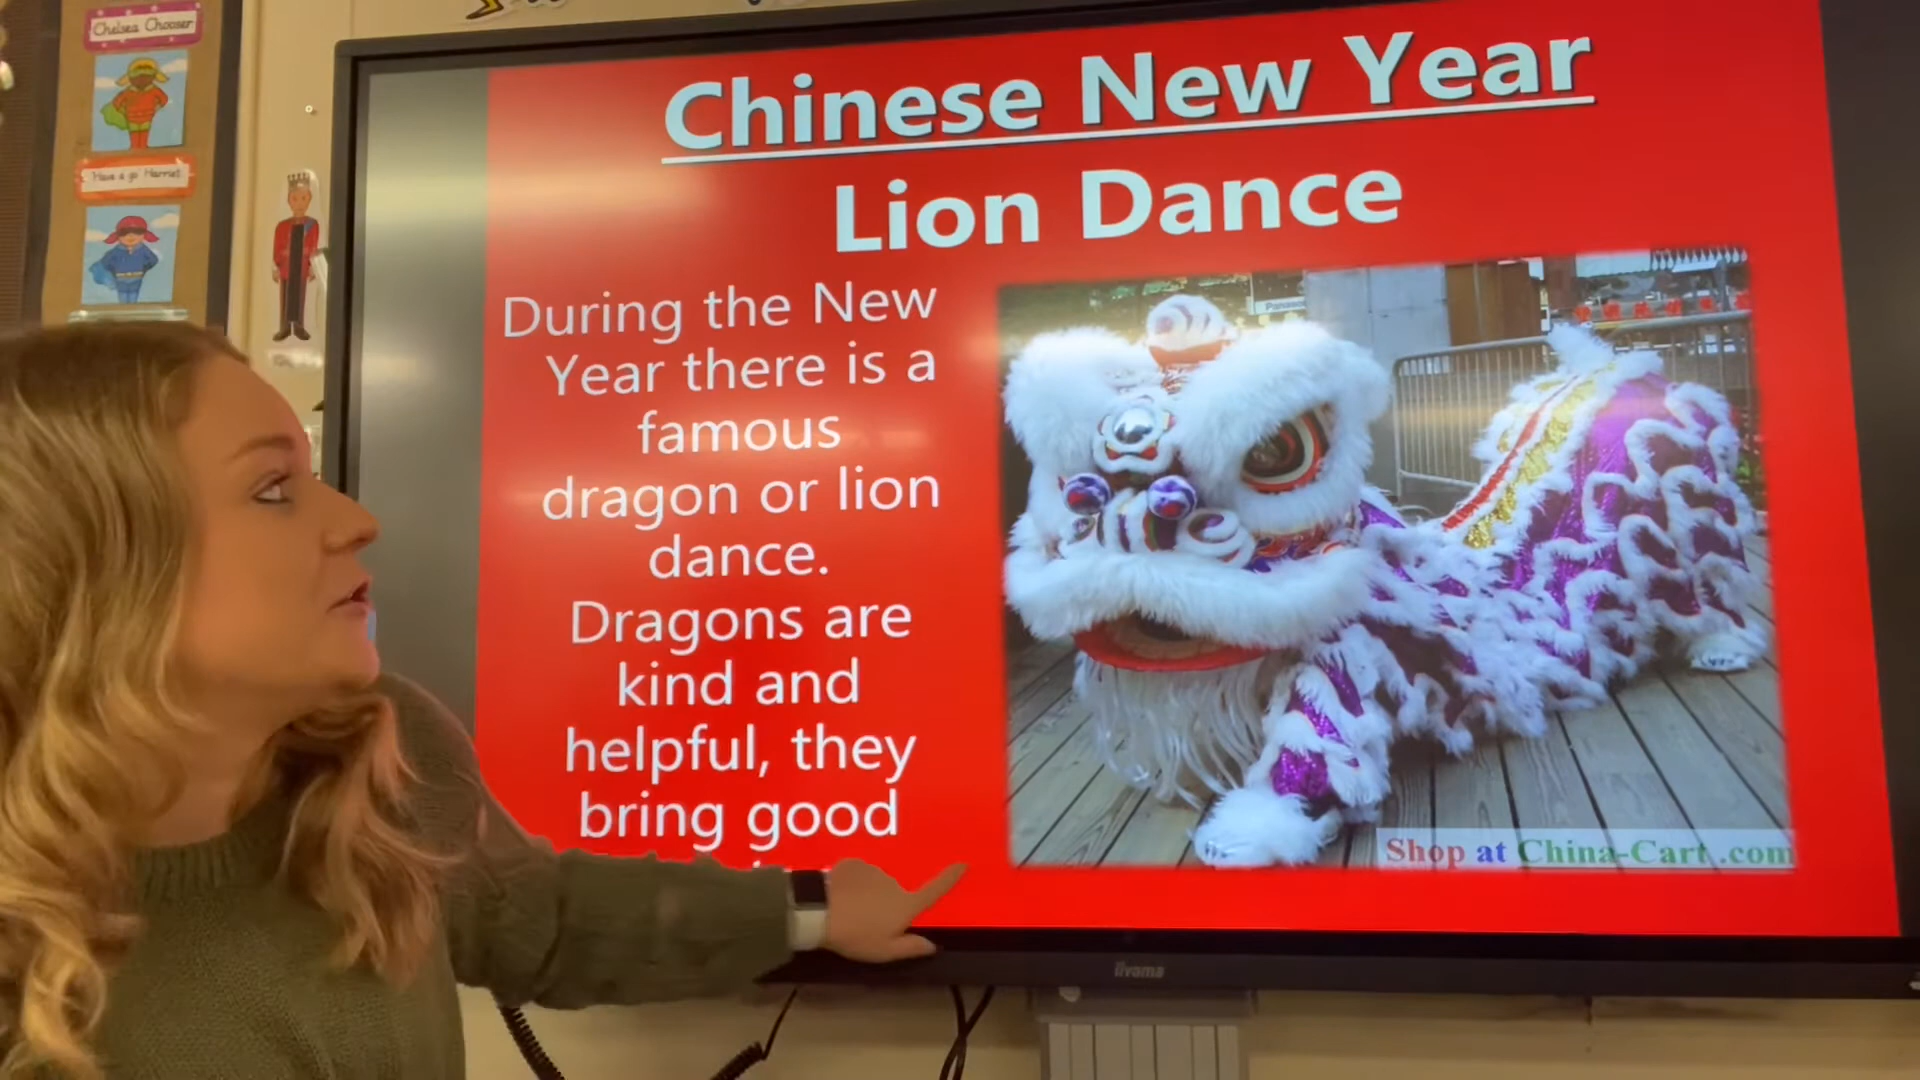 Chelsea Chooser
Have a go Harriet
Chinese New Year
Lion Dance
During the New
Year there is a
famous
dragon or lion
dance.
Dragons are
kind and
helpful, they
bring good
Panasonic
Shop at China-Cart .com
iiyama